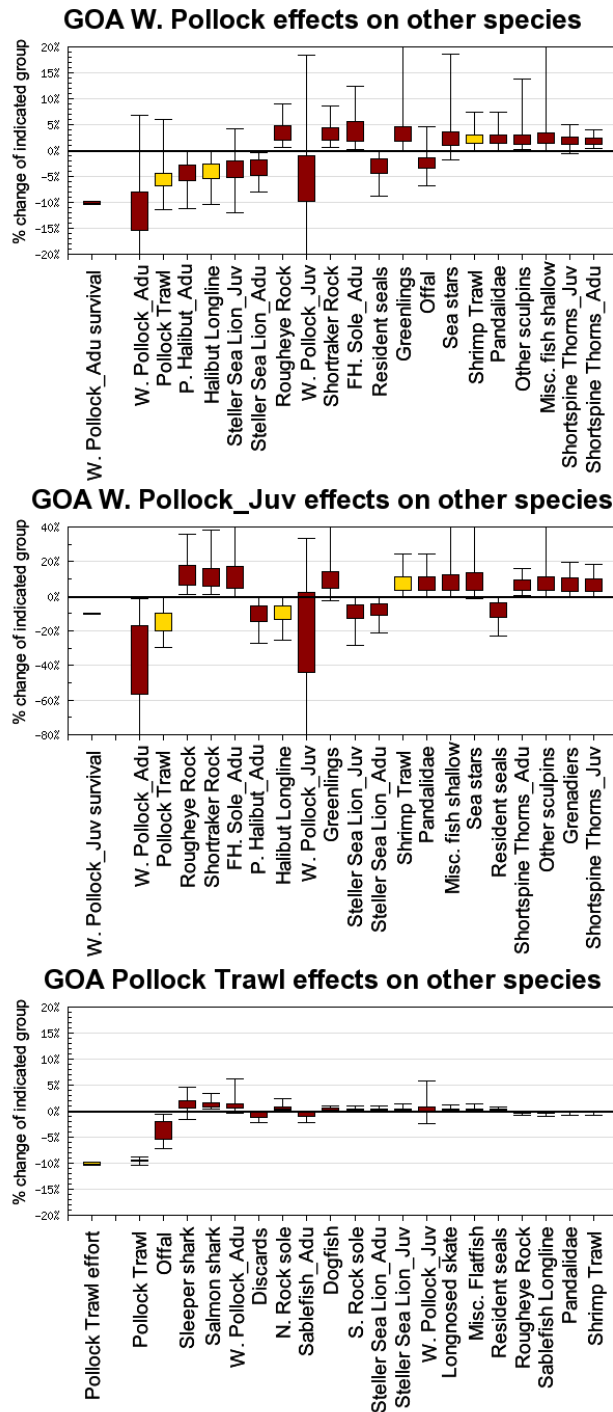 GOA W. Pollock effects on other species
% change of indicated group
20%
15%
10%
5%
0%
-5%
-10%
-15%
-20%
W. Pollock_Adu survival
W. Pollock_Adu
Pollock Trawl
P. Halibut_Adu
Halibut Longline
Steller Sea Lion_Juv
Steller Sea Lion_Adu
Rougheye Rock
W. Pollock_Juv
Shortraker Rock
FH. Sole_Adu
Resident seals
Greenlings
Offal
Sea stars
Shrimp Trawl
Pandalidae
Other sculpins
Misc. fish shallow
Shortspine Thorns_Juv
Shortspine Thorns_Adu
GOA W. Pollock_Juv effects on other species
% change of indicated group
40%
20%
0%
-20%
-40%
-60%
-80%
W. Pollock_Juv survival
W. Pollock_Adu
Pollock Trawl
Rougheye Rock
Shortraker Rock
FH. Sole_Adu
P. Halibut_Adu
Halibut Longline
W. Pollock_Juv
Greenlings
Steller Sea Lion_Juv
Steller Sea Lion_Adu
Shrimp Trawl
Pandalidae
Misc. fish shallow
Sea stars
Resident seals
Shortspine Thorns_Adu
Other sculpins
Grenadiers
Shortspine Thorns_Juv
GOA Pollock Trawl effects on other species
% change of indicated group
20%
15%
10%
5%
0%
-5%
-10%
-15%
-20%
Pollock Trawl effort
Pollock Trawl
Offal
Sleeper shark
Salmon shark
W. Pollock_Adu
Discards
N. Rock sole
Sablefish_Adu
Dogfish
S. Rock sole
Steller Sea Lion_Adu
Steller Sea Lion_Juv
W. Pollock_Juv
Longnosed skate
Misc. Flatfish
Resident seals
Rougheye Rock
Sablefish Longline
Pandalidae
Shrimp Trawl